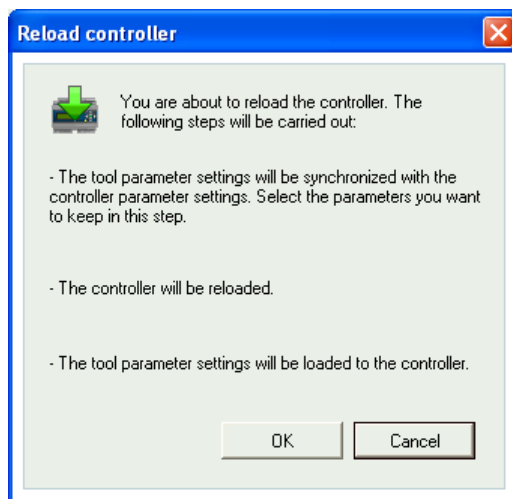 Reload controller
You are about to reload the controller. The
following steps will be carried out:
- The tool parameter settings will be synchronized with the
controller parameter settings. Select the parameters you want
to keep in this step.
- The controller will be reloaded.
- The tool parameter settings will be loaded to the controller.
OK
Cancel